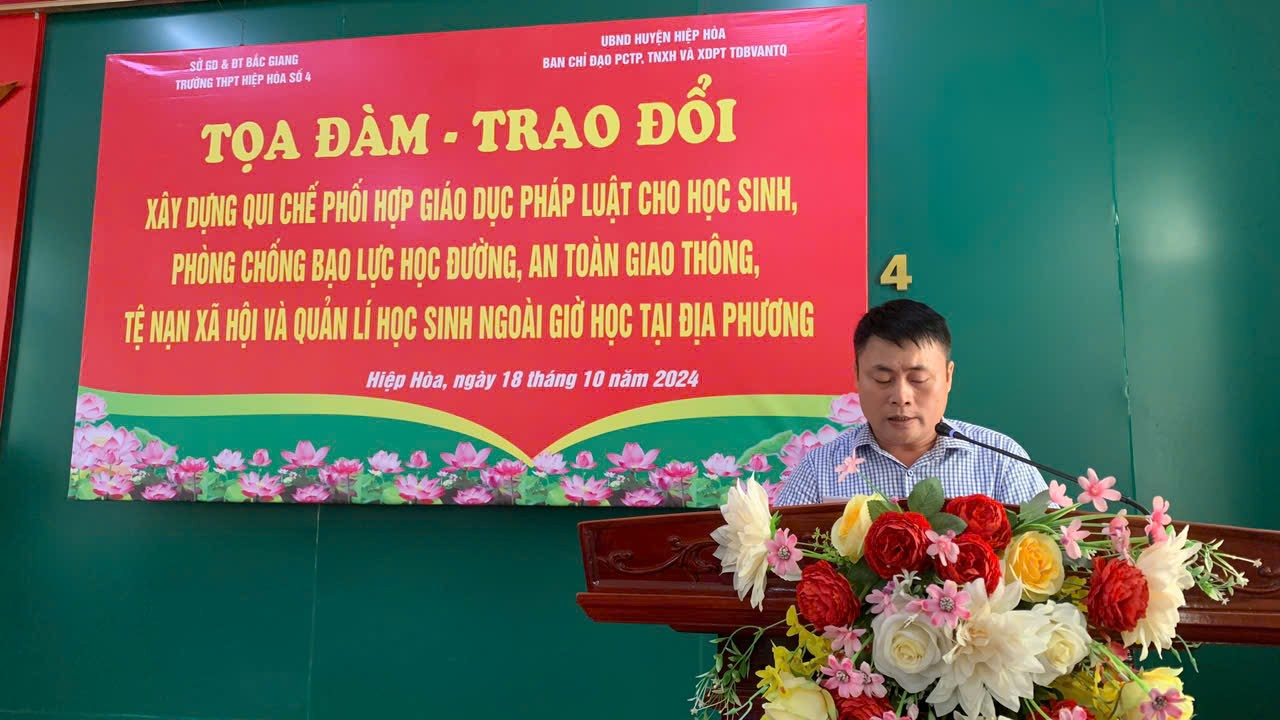 SỞ GD & ĐT BẮC GIANG
TRƯỜNG THPT HIỆP HÒA SỐ 4
UBND HUYỆN HIỆP HÒA
BAN CHỈ ĐẠO PCTP, TNXH VÀ XDPT TDBVANTQ
TỌA ĐÀM - TRAO ĐỔI
XÂY DỰNG QUI CHẾ PHỐI HỢP GIÁO DỤC PHÁP LUẬT CHO HỌC SINH,
PHÒNG CHỐNG BẠO LỰC HỌC ĐƯỜNG, AN TOÀN GIAO THÔNG,
TỆ NẠN XÃ HỘI VÀ QUẢN LÍ HỌC SINH NGOÀI GIỜ HỌC TẠI ĐỊA PHƯƠNG
Hiệp Hòa, ngày 18 tháng 10 năm 2024
4